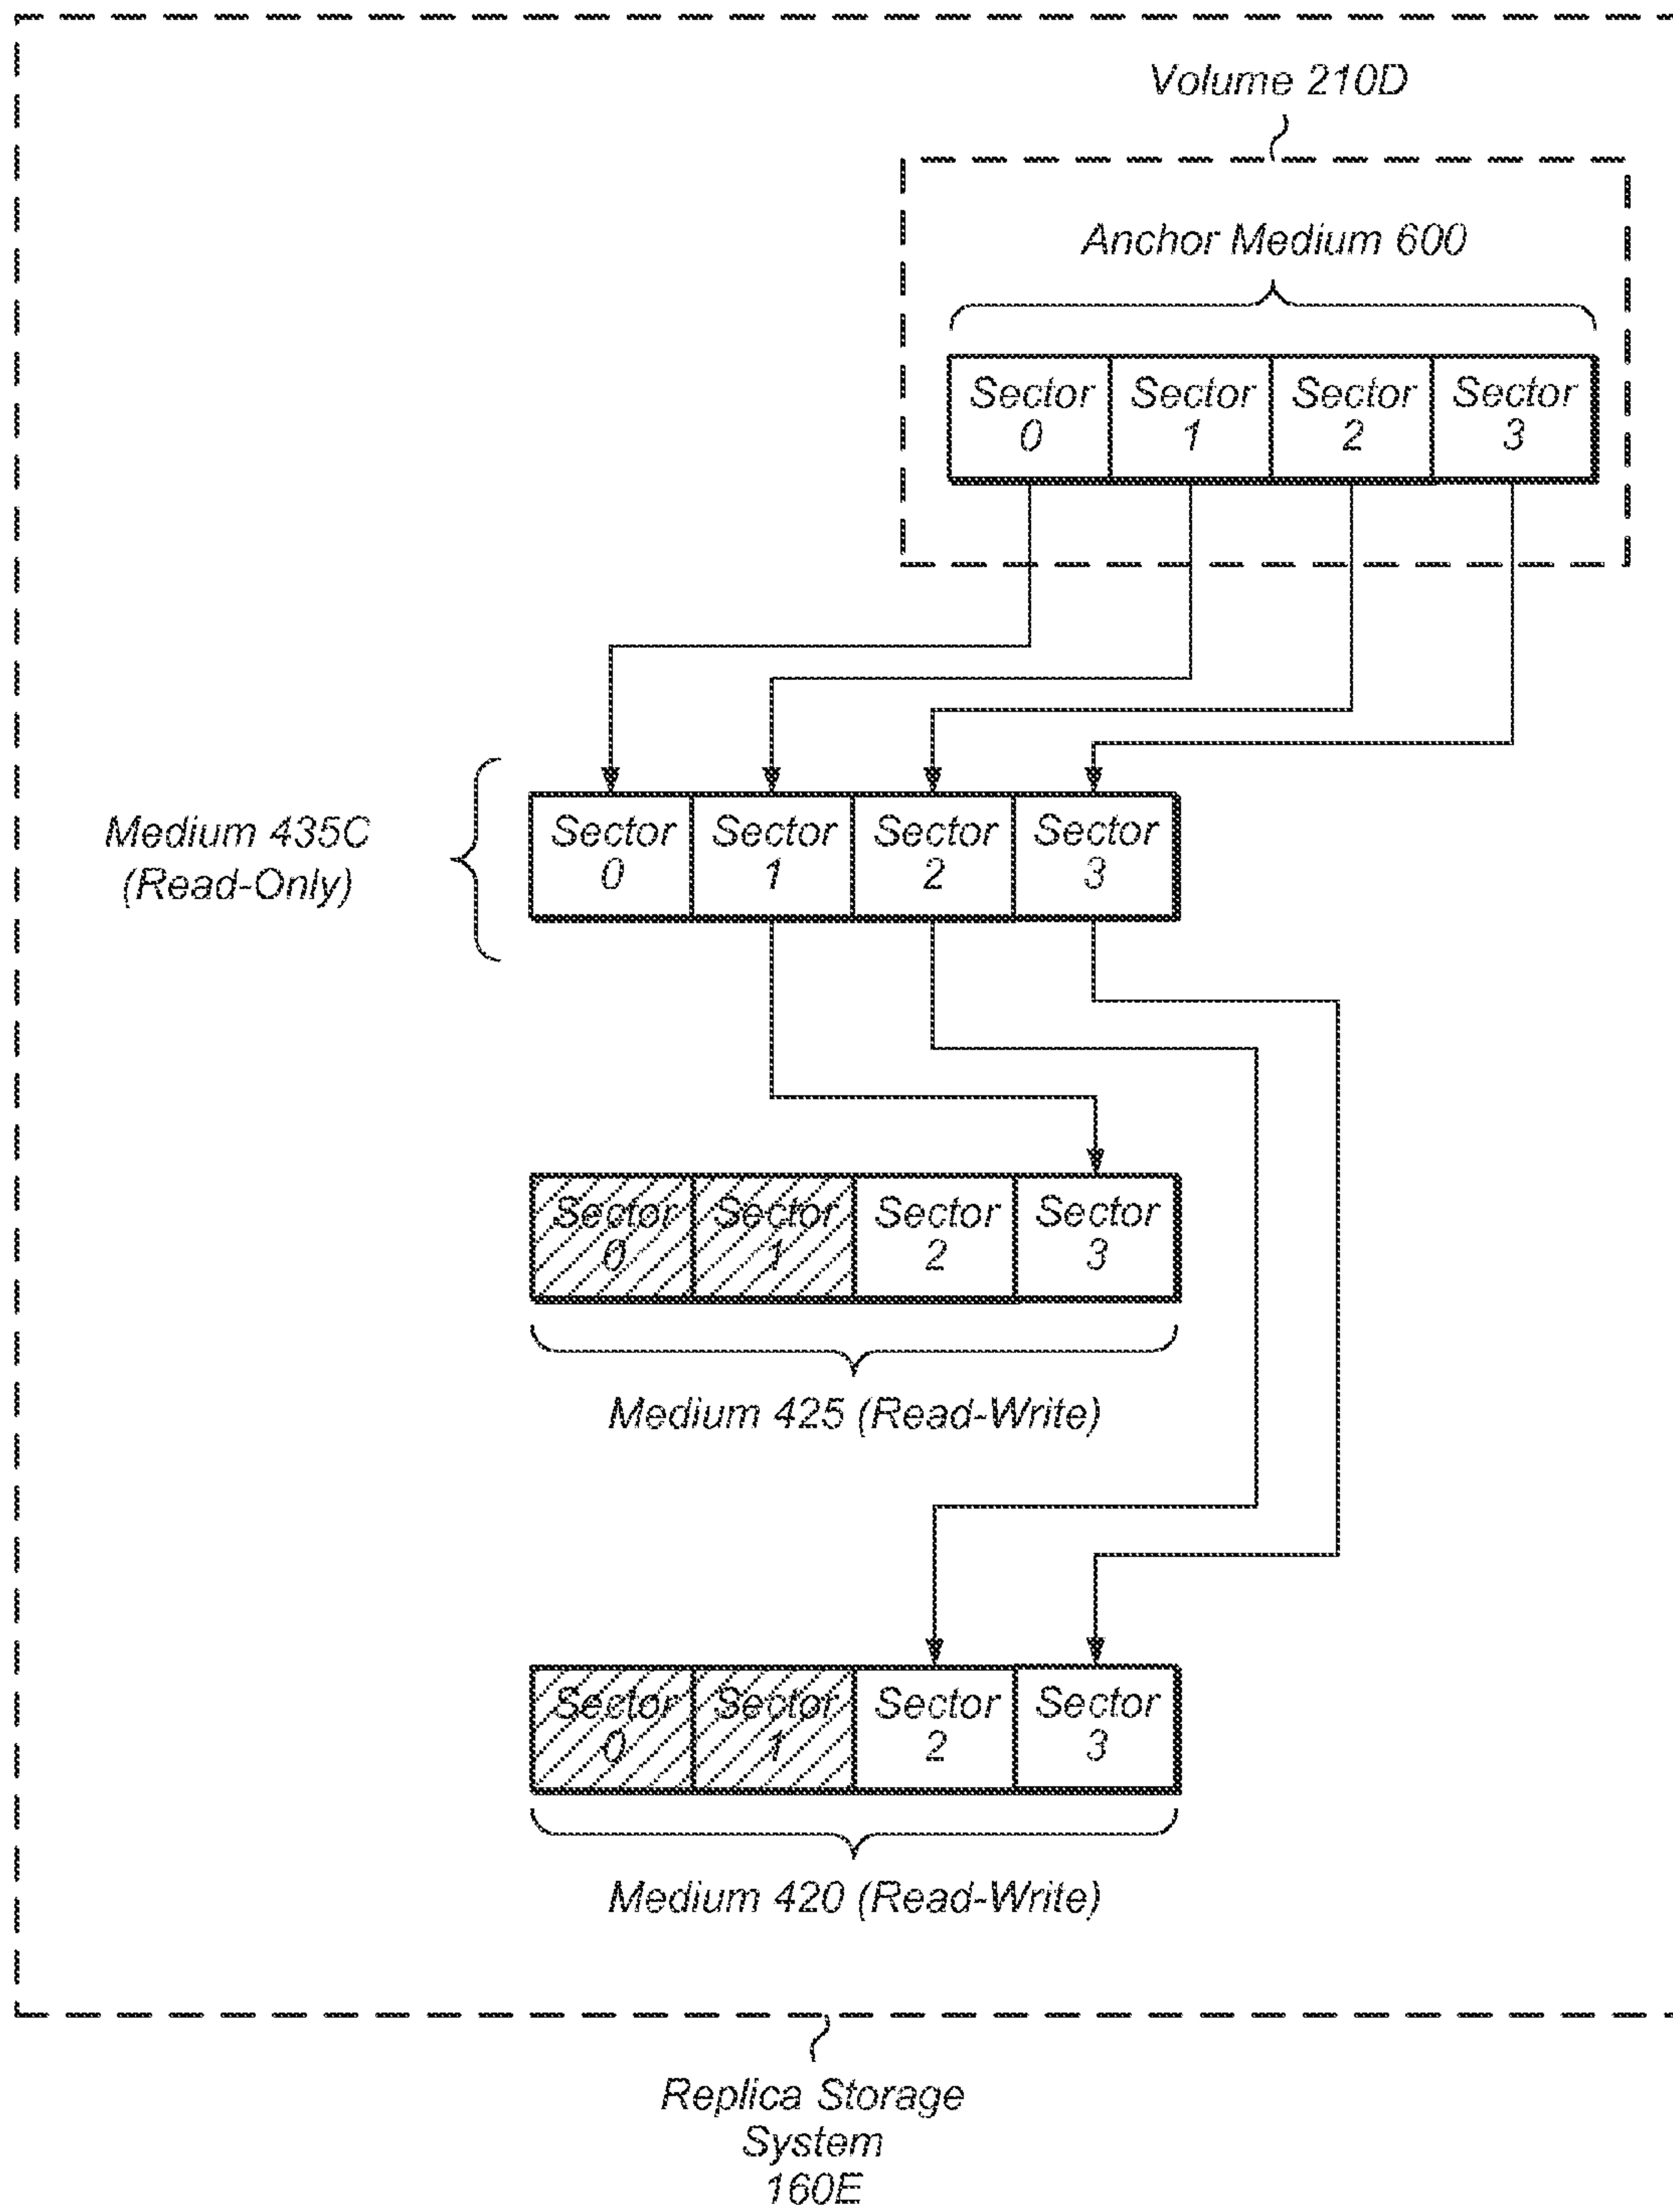 Volume 210D
Anchor Medium 600
Sector Sector Sector Sector
0 1 2 3
Medium 435C
(Read-Only)
Sector Sector Sector Sector
0 1 2 3
Sector Sector Sector Sector
0 1 2 3
Medium 425 (Read-Write)
Sector Sector Sector Sector
0 1 2 3
Medium 420 (Read-Write)
Replica Storage
System
160E